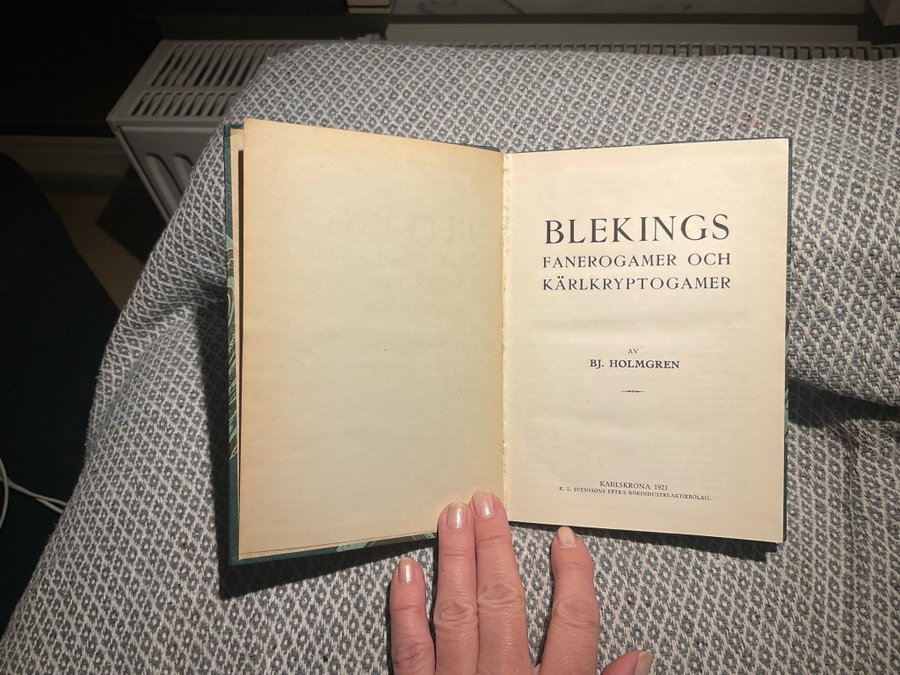 BLEKINGS
FANEROGAMER OCH
KÄRLKRYPTOGAMER
AV
BJ. HOLMGREN
KARLSKRONA 1921
K. L. SVENSSONS EFTR:S BOKINDUSTRI-AKTIEBOLAG.